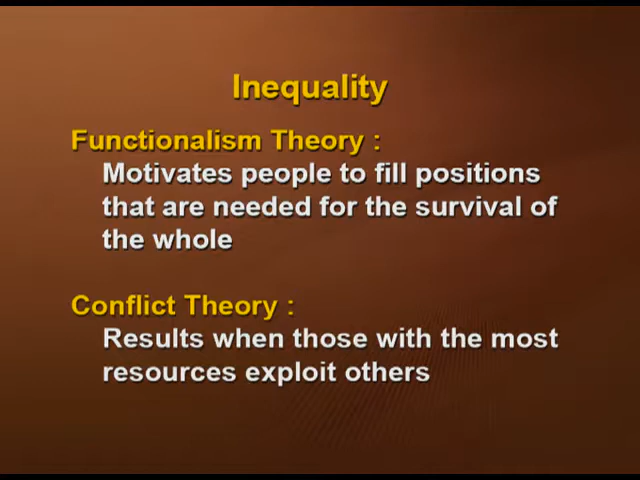 Inequality
Functionalism Theory :
Motivates people to fill positions
that are needed for the survival of
the whole
Conflict Theory :
Results when those with the most
resources exploit others